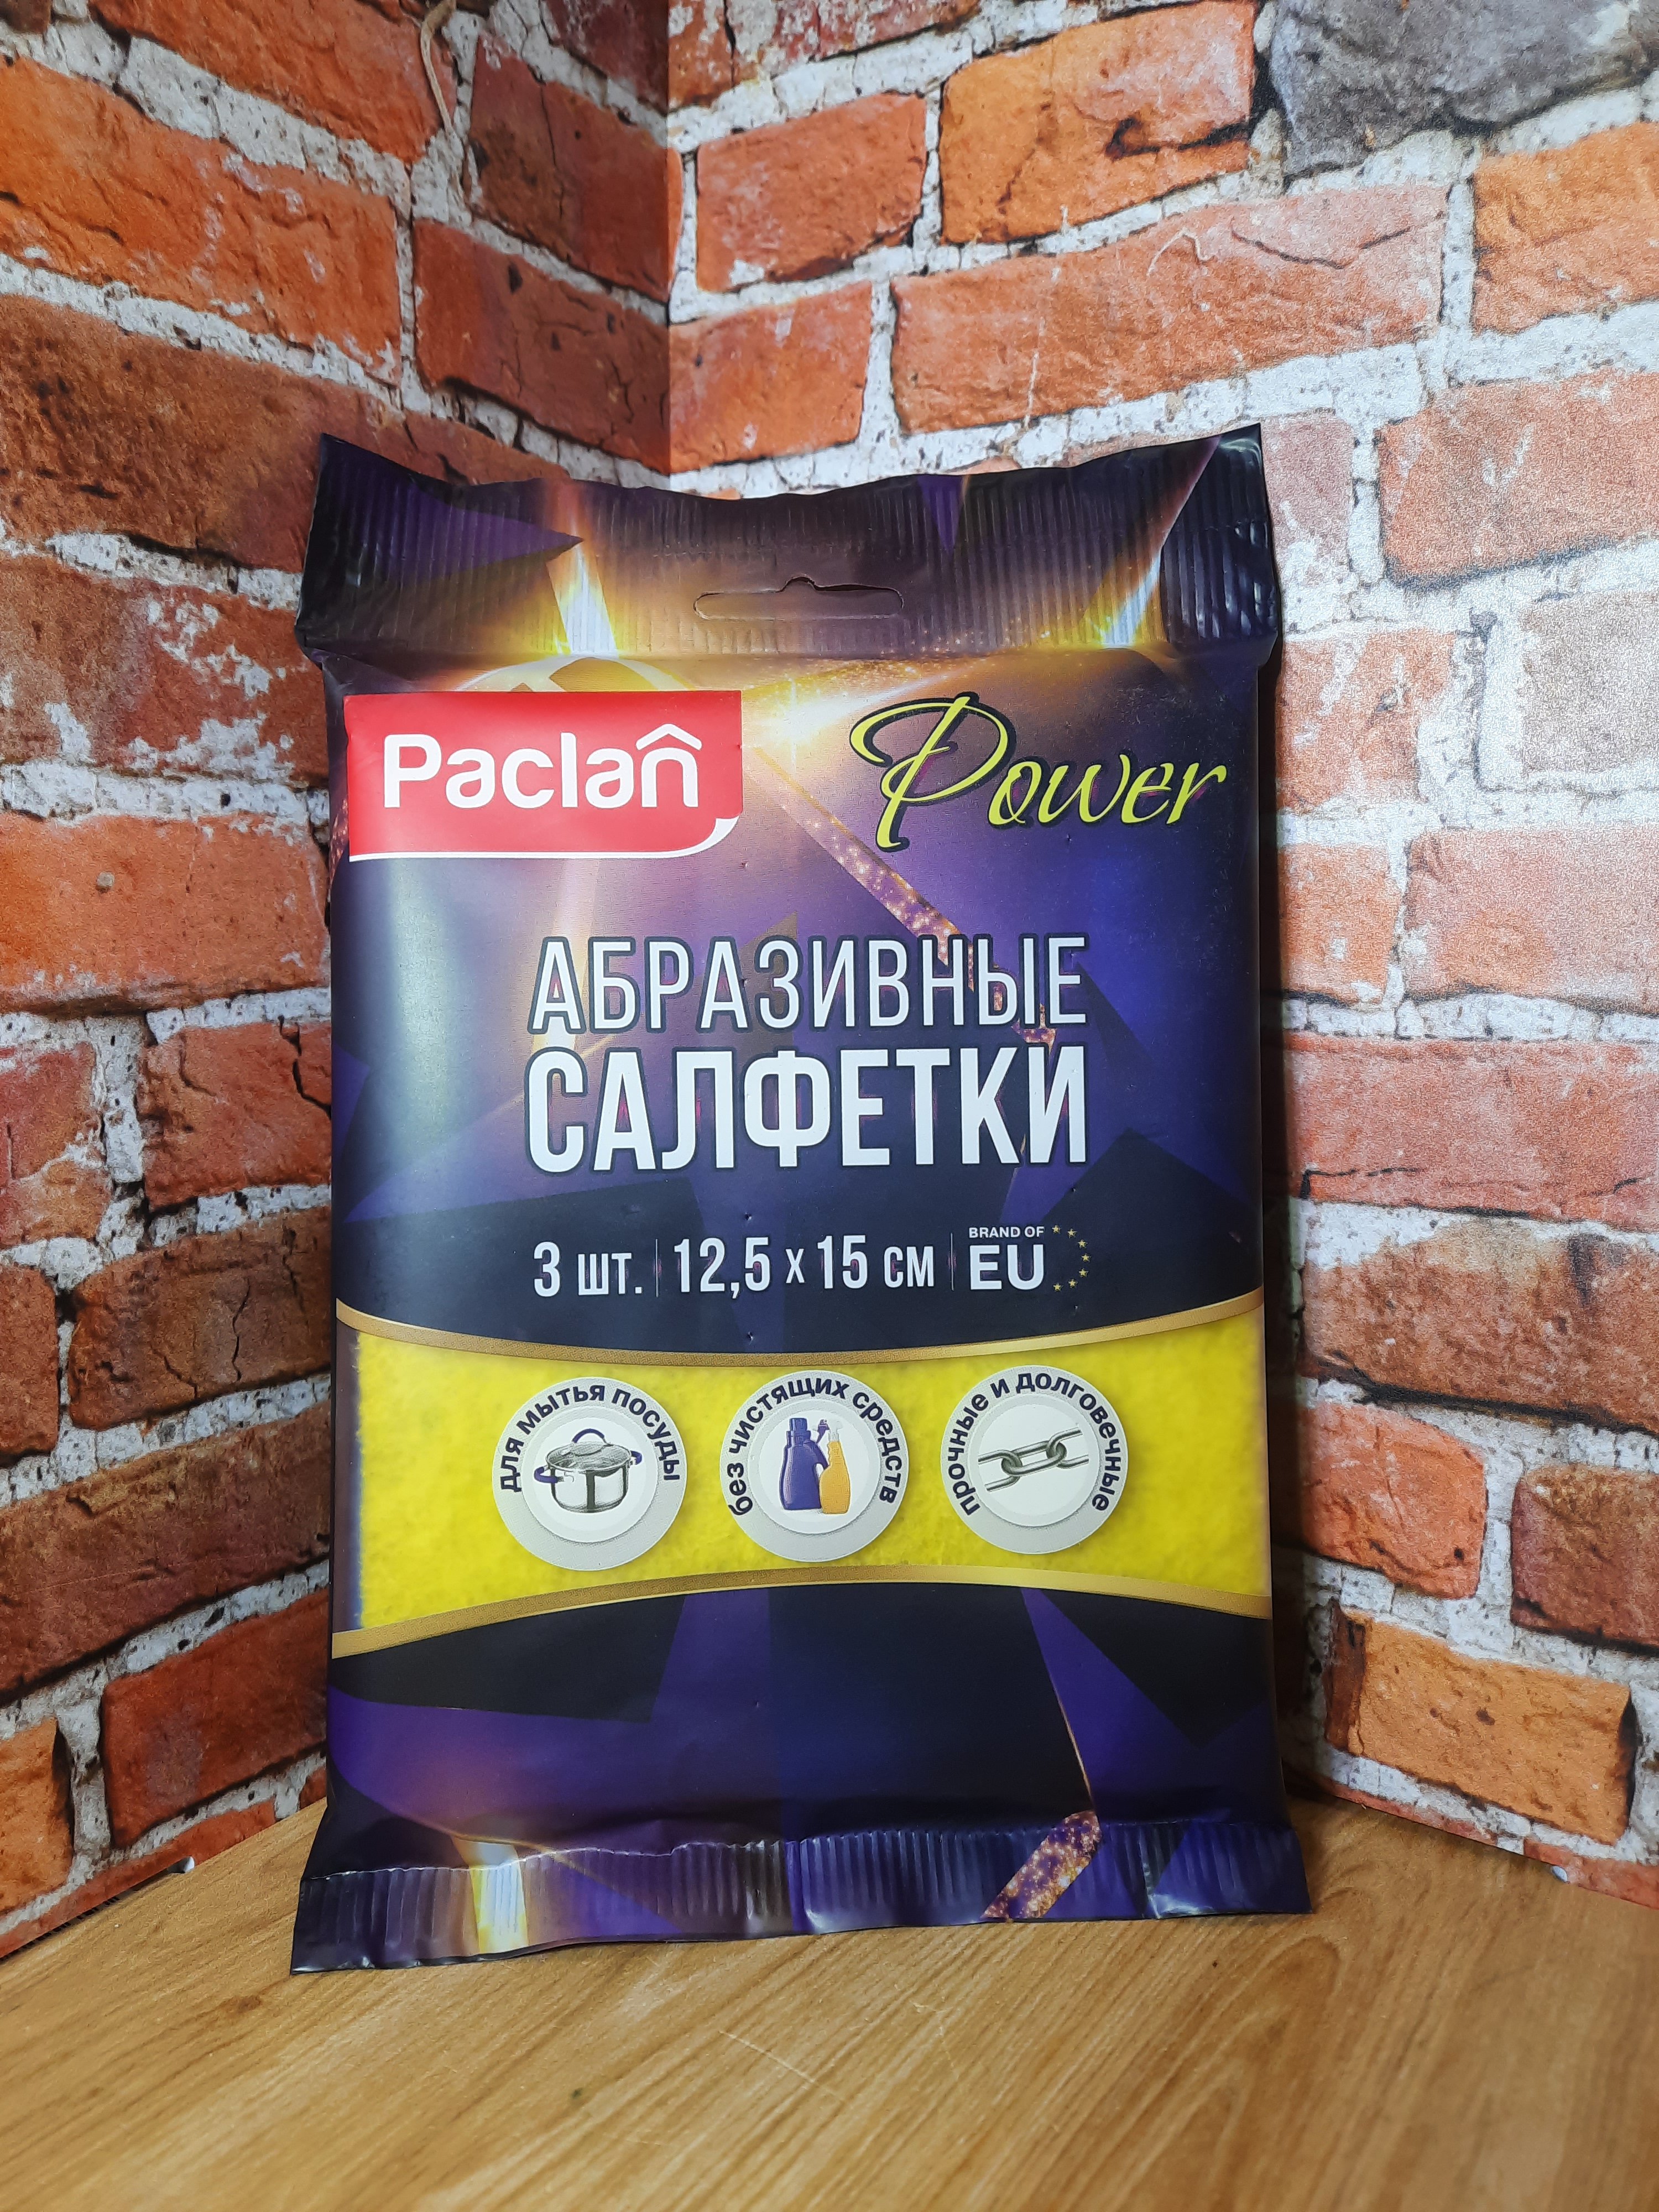 Paclan
Power
АБРАЗИВНЫЕ
САЛФЕТКИ
3 шт. | 12,5 x 15 см
BRAND OF
EU
для мытья посуды
без чистящих средств
прочные и долговечные